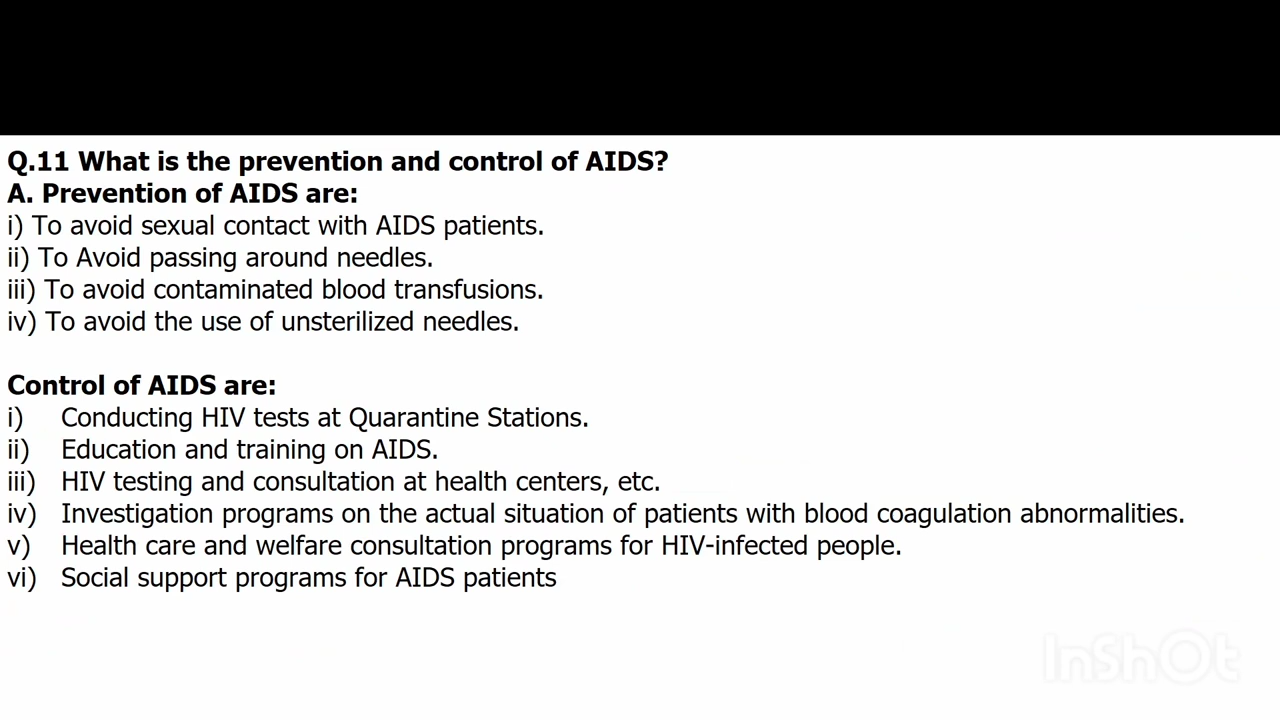 Q.11 What is the prevention and control of AIDS?
A. Prevention of AIDS are:
i) To avoid sexual contact with AIDS patients.
ii) To Avoid passing around needles.
iii) To avoid contaminated blood transfusions.
iv) To avoid the use of unsterilized needles.
Control of AIDS are:
i) Conducting HIV tests at Quarantine Stations.
ii) Education and training on AIDS.
iii) HIV testing and consultation at health centers, etc.
iv) Investigation programs on the actual situation of patients with blood coagulation abnormalities.
v) Health care and welfare consultation programs for HIV-infected people.
vi) Social support programs for AIDS patients
InShOt